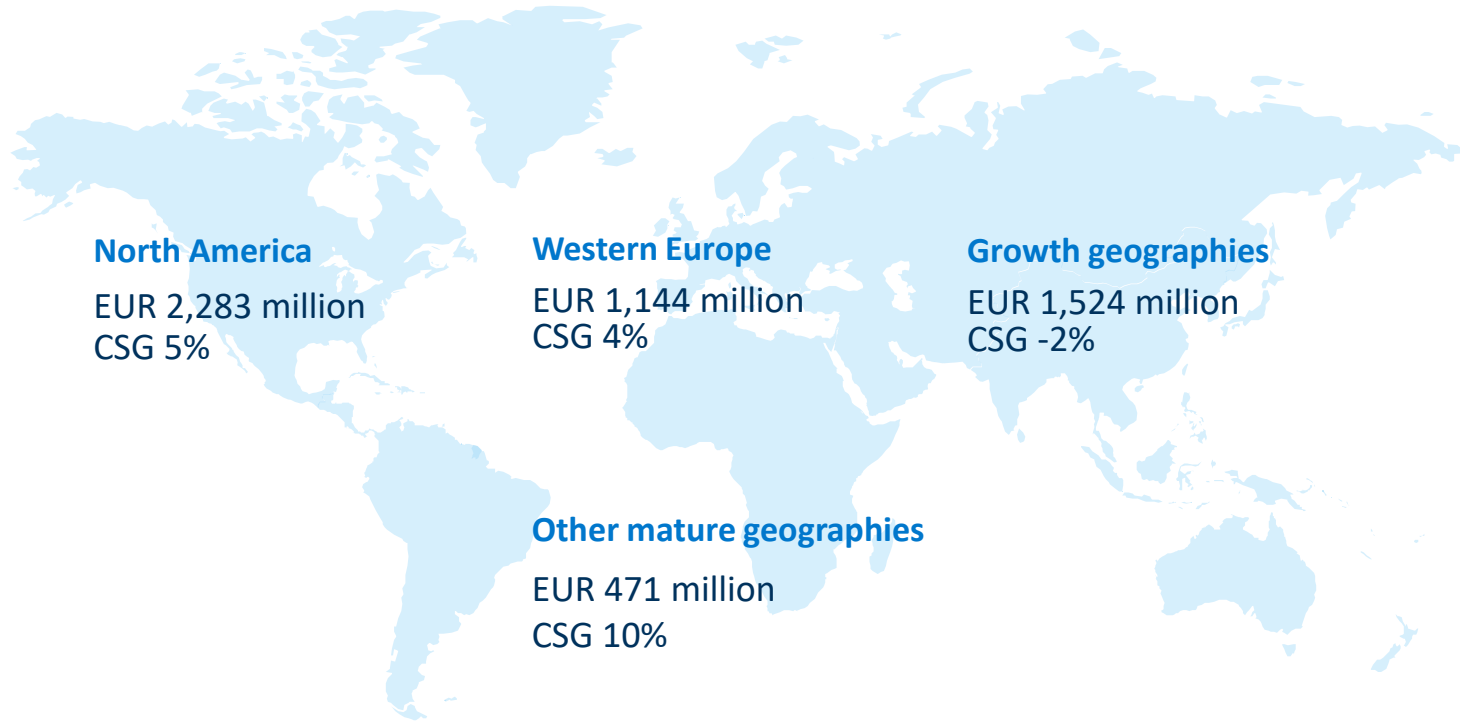 North America
EUR 2,283 million
CSG 5%
Western Europe
EUR 1,144 million
CSG 4%
Growth geographies
EUR 1,524 million
CSG -2%
Other mature geographies
EUR 471 million
CSG 10%